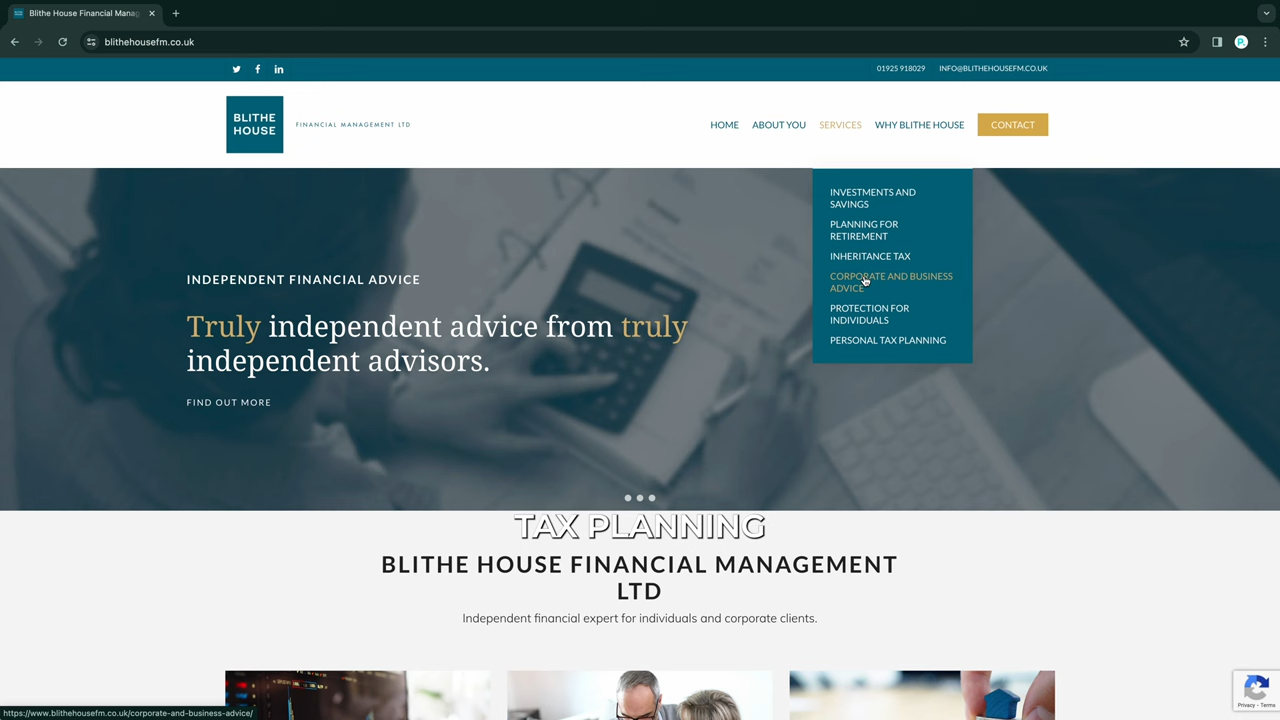 Blithe House Financial Manag
blithehousefm.co.uk
01925 918029
INFO@BLITHEHOUSEFM.CO.UK
BLITHE
HOUSE
FINANCIAL MANAGEMENT LTD
HOME
ABOUT YOU
SERVICES
WHY BLITHE HOUSE
CONTACT
INVESTMENTS AND
SAVINGS
PLANNING FOR
RETIREMENT
INHERITANCE TAX
CORPORATE AND BUSINESS
ADVICE
PROTECTION FOR
INDIVIDUALS
PERSONAL TAX PLANNING
INDEPENDENT FINANCIAL ADVICE
Truly independent advice from truly
independent advisors.
FIND OUT MORE
TAX PLANNING
BLITHE HOUSE FINANCIAL MANAGEMENT
LTD
Independent financial expert for individuals and corporate clients.
Privacy - Terms
https://www.blithehousefm.co.uk/corporate-and-business-advice/